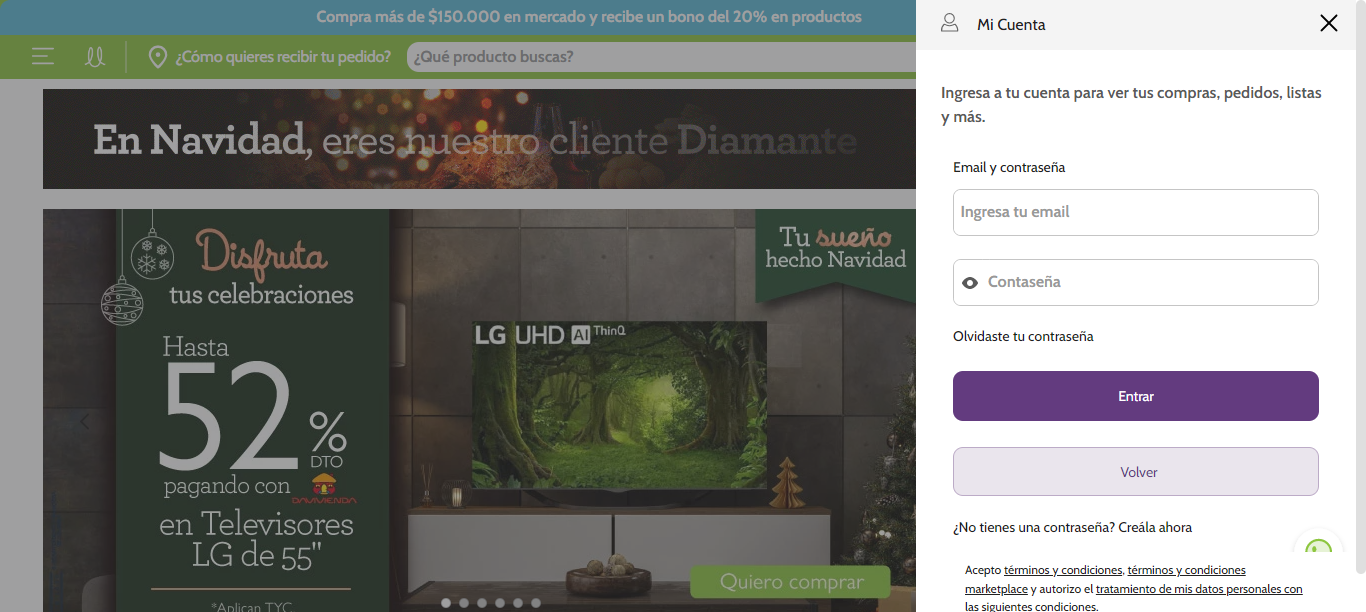 Compra más de $150.000 en mercado y recibe un bono del 20% en productos
¿Cómo quieres recibir tu pedido?
¿Qué producto buscas?
En Navidad, eres nuestro cliente Diamante
Disfruta
tus celebraciones
Hasta
52%
DTO
pagando con
DAVIVIENDA
en Televisores
LG de 55"
*Aplican TYC
LG UHD AI ThinQ
Tu sueño
hecho Navidad
Quiero comprar
Mi Cuenta
Ingresa a tu cuenta para ver tus compras, pedidos, listas
y más.
Email y contraseña
Ingresa tu email
Contaseña
Olvidaste tu contraseña
Entrar
Volver
¿No tienes una contraseña? Creála ahora
Acepto términos y condiciones, términos y condiciones
marketplace y autorizo el tratamiento de mis datos personales con
las siguientes condiciones.